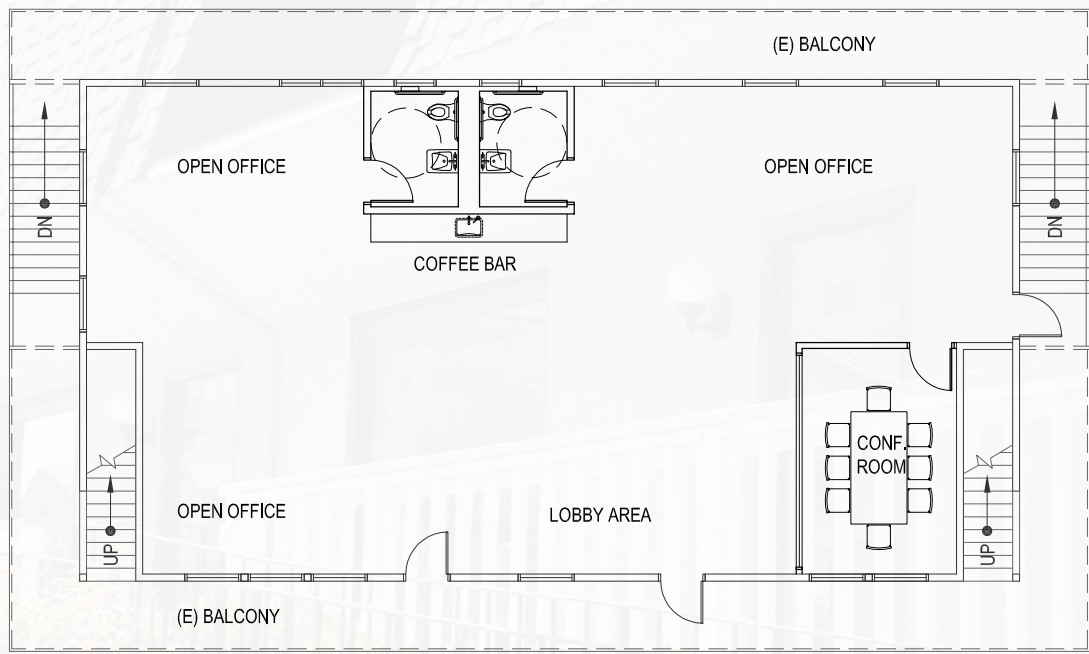 (E) BALCONY
OPEN OFFICE
OPEN OFFICE
DN
DN
COFFEE BAR
CONF.
ROOM
OPEN OFFICE
LOBBY AREA
UP
UP
(E) BALCONY